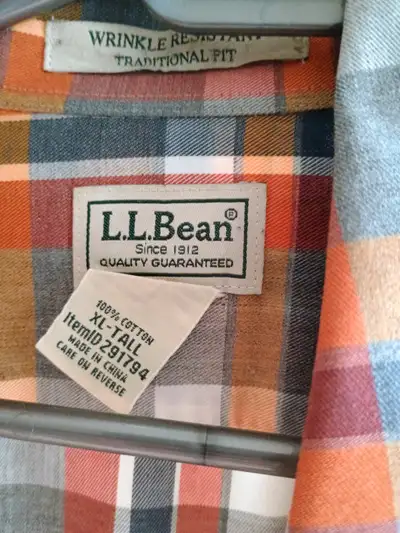 WRINKLE RESISTANT
TRADITIONAL FIT
L.L.Bean®
Since 1912
QUALITY GUARANTEED
100% COTTON
XL-TALL
ItemID 291794
MADE IN CHINA
CARE ON REVERSE